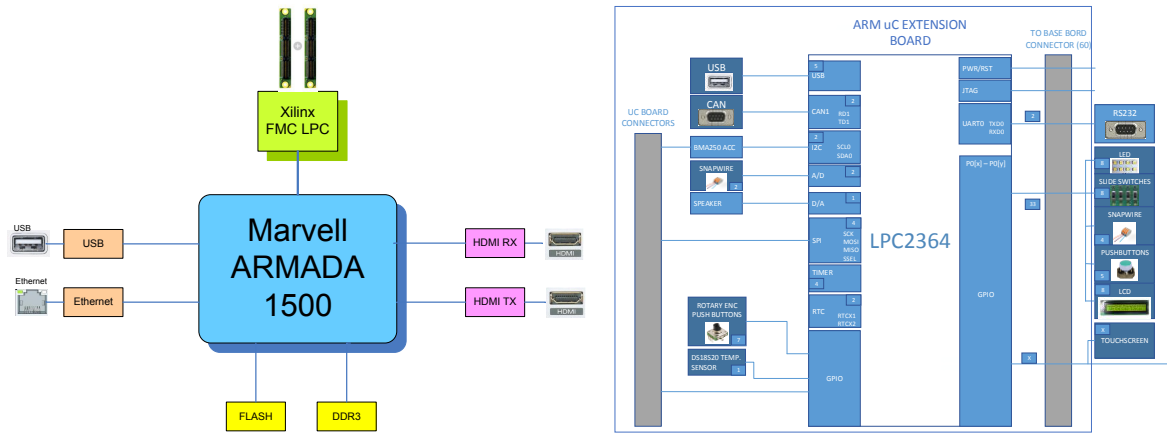 Xilinx
FMC LPC
Marvell
ARMADA
1500
USB
USB
Ethernet
Ethernet
HDMI RX
HDMI
HDMI TX
HDMI
FLASH
DDR3
ARM uC EXTENSION
BOARD
TO BASE BORD
CONNECTOR (60)
UC BOARD
CONNECTORS
USB
CAN
BMA250 ACC
SNAPWIRE
2
SPEAKER
ROTARY ENC
PUSH BUTTONS
7
DS18S20 TEMP.
SENSOR
1
5
USB
2
CAN1
RD1
TD1
2
I2C
SCL0
SDA0
2
A/D
1
D/A
4
SPI
SCK
MOSI
MISO
SSEL
TIMER
4
2
RTC
RTCX1
RTCX2
GPIO
LPC2364
PWR/RST
JTAG
UART0
TXD0
RXD0
P0[x] – P0[y]
GPIO
2
33
X
RS232
LED
8
SLIDE SWITCHES
8
SNAPWIRE
4
PUSHBUTTONS
5
LCD
8
X
TOUCHSCREEN